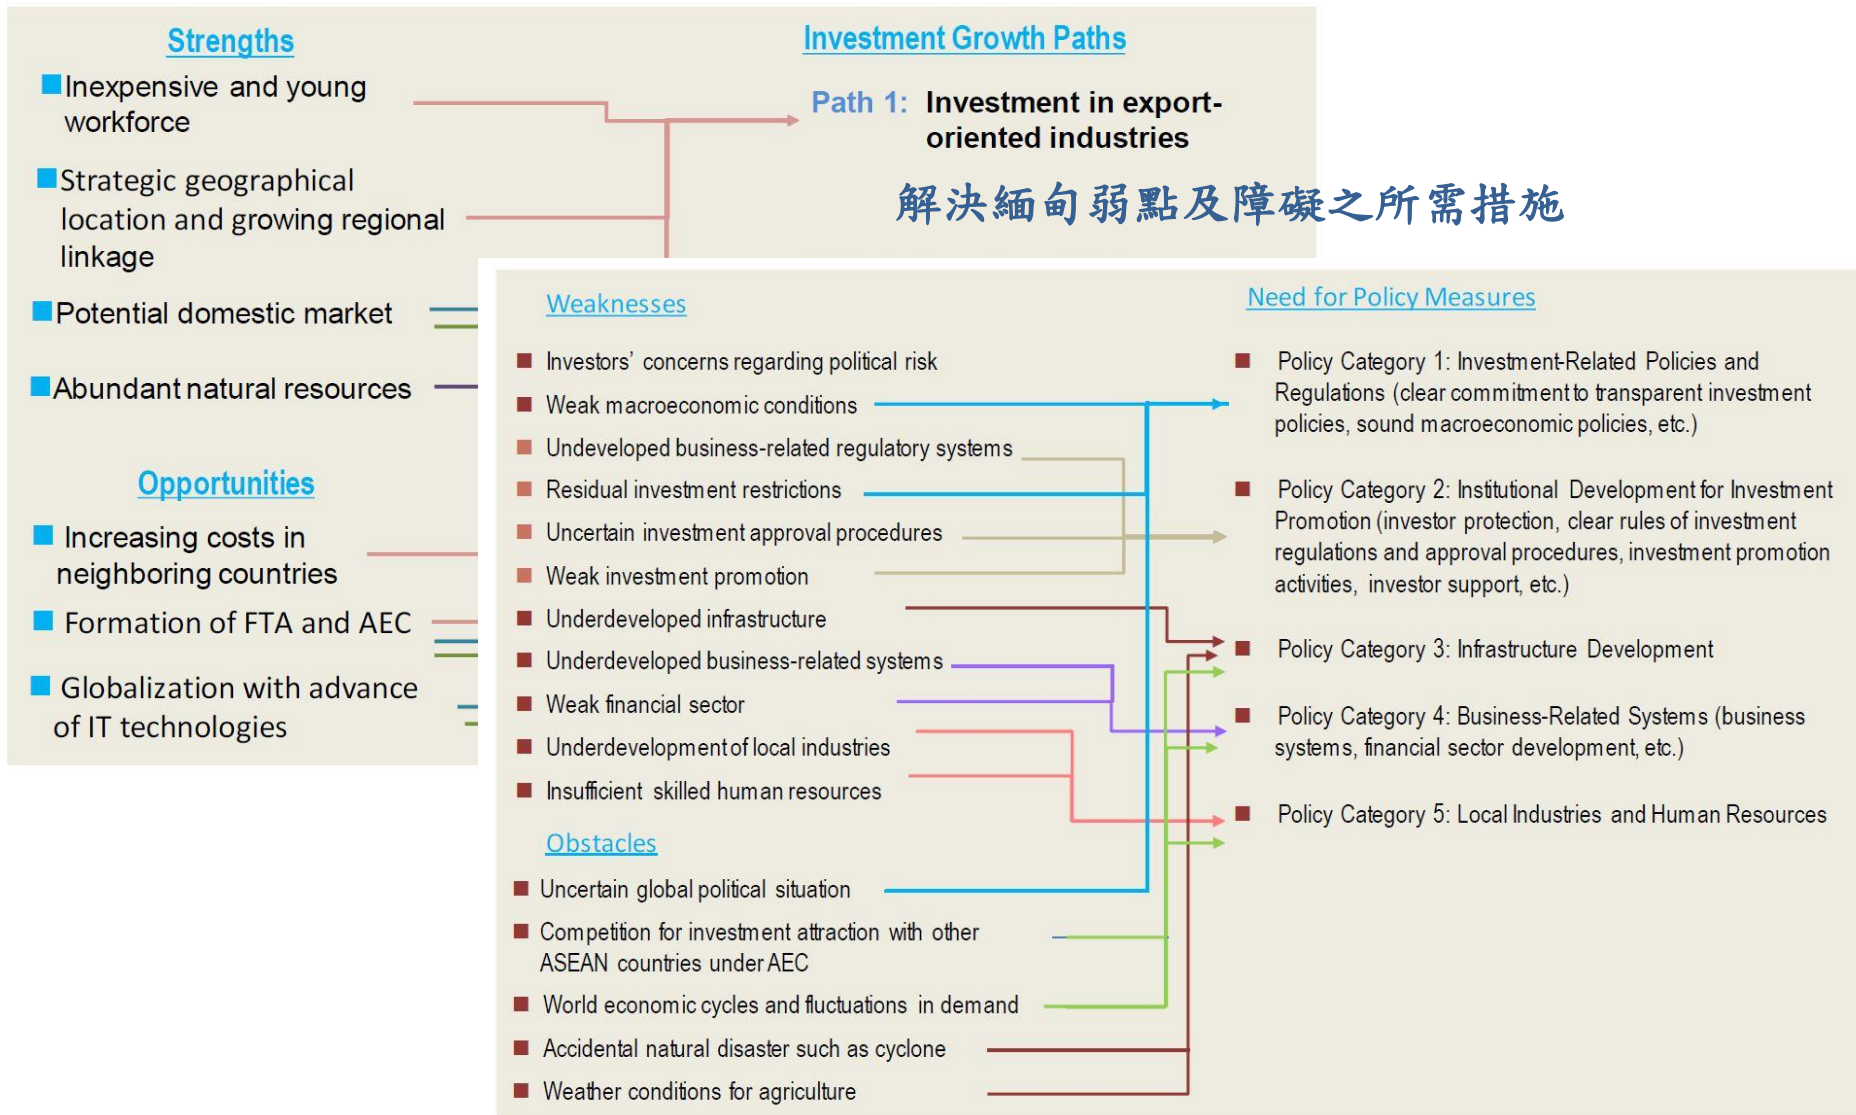 Strengths
Inexpensive and young
workforce
Strategic geographical
location and growing regional
linkage
Potential domestic market
Abundant natural resources
Opportunities
Increasing costs in
neighboring countries
Formation of FTA and AEC
Globalization with advance
of IT technologies
Investment Growth Paths
Path 1: Investment in export-
oriented industries
解決緬甸弱點及障礙之所需措施
Weaknesses
Investors’ concerns regarding political risk
Weak macroeconomic conditions
Undeveloped business-related regulatory systems
Residual investment restrictions
Uncertain investment approval procedures
Weak investment promotion
Underdeveloped infrastructure
Underdeveloped business-related systems
Weak financial sector
Underdevelopment of local industries
Insufficient skilled human resources
Obstacles
Uncertain global political situation
Competition for investment attraction with other
ASEAN countries under AEC
World economic cycles and fluctuations in demand
Accidental natural disaster such as cyclone
Weather conditions for agriculture
Need for Policy Measures
Policy Category 1: Investment-Related Policies and
Regulations (clear commitment to transparent investment
policies, sound macroeconomic policies, etc.)
Policy Category 2: Institutional Development for Investment
Promotion (investor protection, clear rules of investment
regulations and approval procedures, investment promotion
activities, investor support, etc.)
Policy Category 3: Infrastructure Development
Policy Category 4: Business-Related Systems (business
systems, financial sector development, etc.)
Policy Category 5: Local Industries and Human Resources